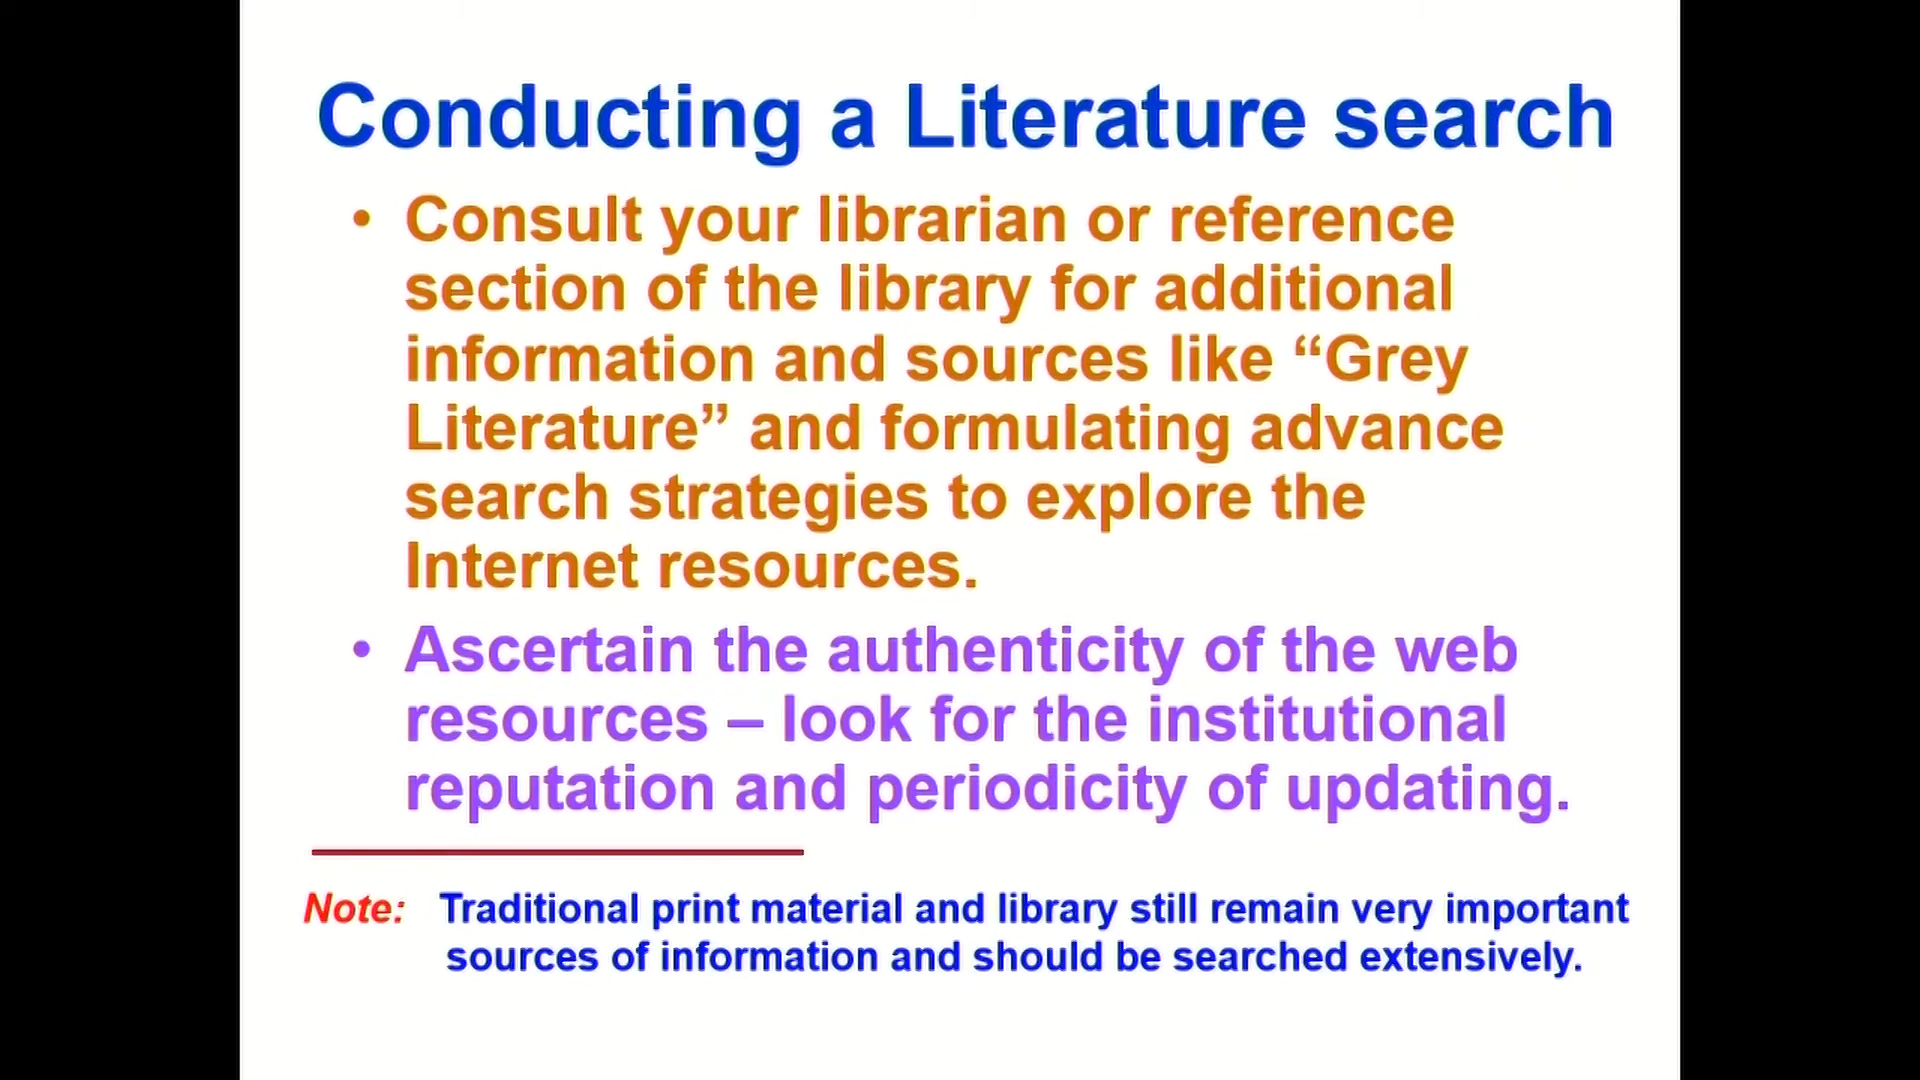 Conducting a Literature search
• Consult your librarian or reference
section of the library for additional
information and sources like “Grey
Literature” and formulating advance
search strategies to explore the
Internet resources.
• Ascertain the authenticity of the web
resources – look for the institutional
reputation and periodicity of updating.
Note: Traditional print material and library still remain very important
sources of information and should be searched extensively.